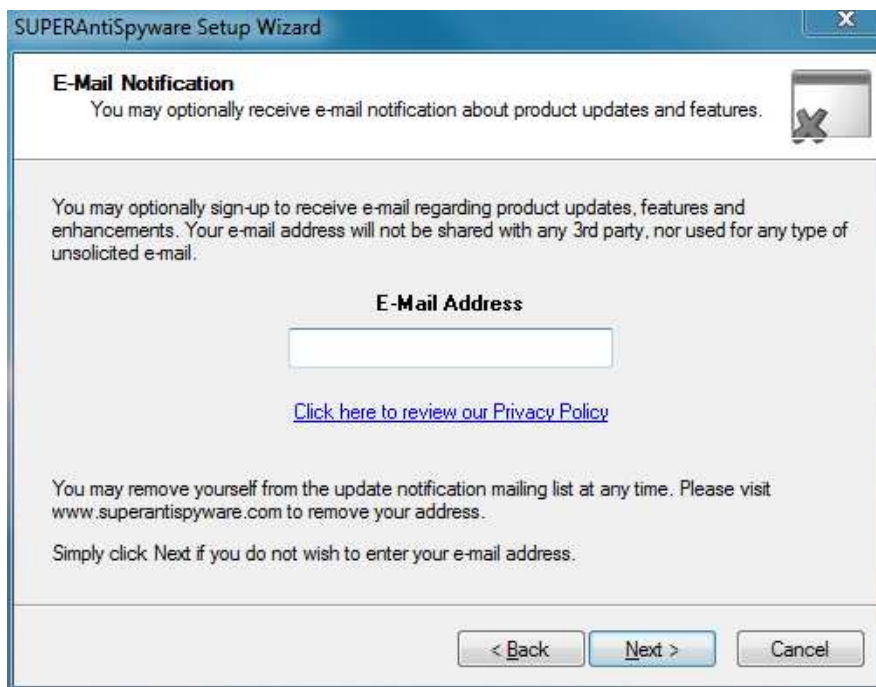 SUPERAntiSpyware Setup Wizard
E-Mail Notification
You may optionally receive e-mail notification about product updates and features.
You may optionally sign-up to receive e-mail regarding product updates, features and
enhancements. Your e-mail address will not be shared with any 3rd party, nor used for any type of
unsolicited e-mail.
E-Mail Address
Click here to review our Privacy Policy
You may remove yourself from the update notification mailing list at any time. Please visit
www.superantispyware.com to remove your address.
Simply click Next if you do not wish to enter your e-mail address.
< Back
Next >
Cancel